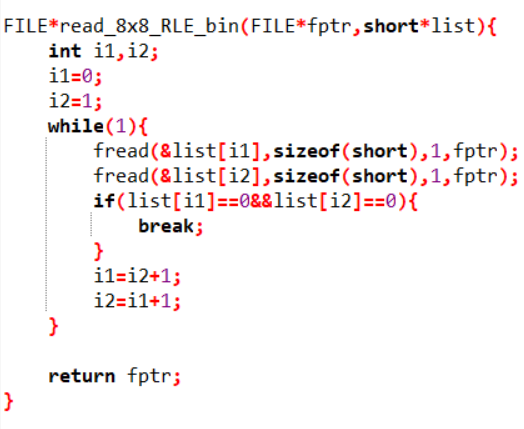 FILE*read_8x8_RLE_bin(FILE*fptr,short*list){
    int i1,i2;
    i1=0;
    i2=1;
    while(1){
        fread(&list[i1],sizeof(short),1,fptr);
        fread(&list[i2],sizeof(short),1,fptr);
        if(list[i1]==0&&list[i2]==0){
            break;
        }
        i1=i2+1;
        i2=i1+1;
    }
    return fptr;
}